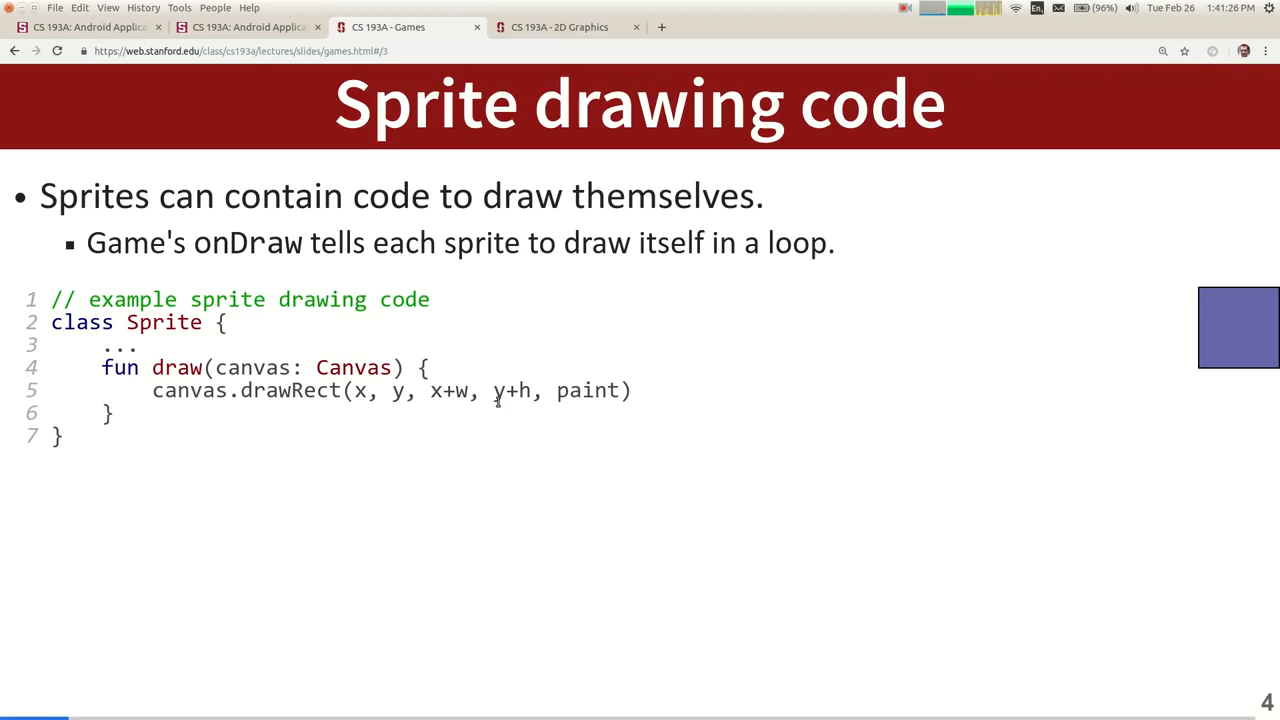 File Edit View History Tools People Help
En
(96%)
Tue Feb 26
1:41:26 PM
CS 193A: Android Applica
CS 193A: Android Applica
CS 193A - Games
CS 193A - 2D Graphics
https://web.stanford.edu/class/cs193a/lectures/slides/games.html#/3
Sprite drawing code
• Sprites can contain code to draw themselves.
▪ Game's onDraw tells each sprite to draw itself in a loop.
1 // example sprite drawing code
2 class Sprite {
3 ...
4 fun draw(canvas: Canvas) {
5 canvas.drawRect(x, y, x+w, y+h, paint)
6 }
7 }
4